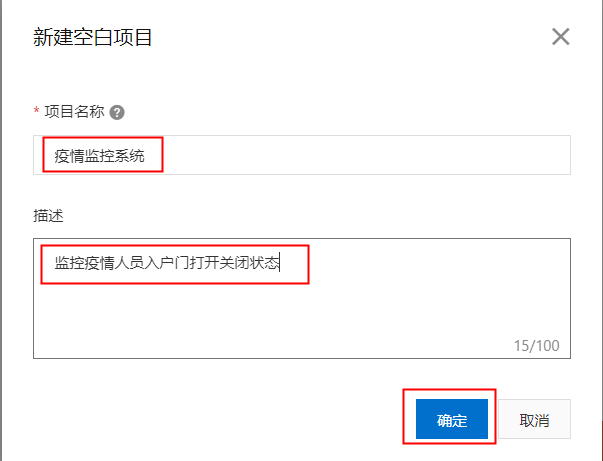 新建空白项目
* 项目名称 ?
疫情监控系统
描述
监控疫情人员入户门打开关闭状态
15/100
确定 取消